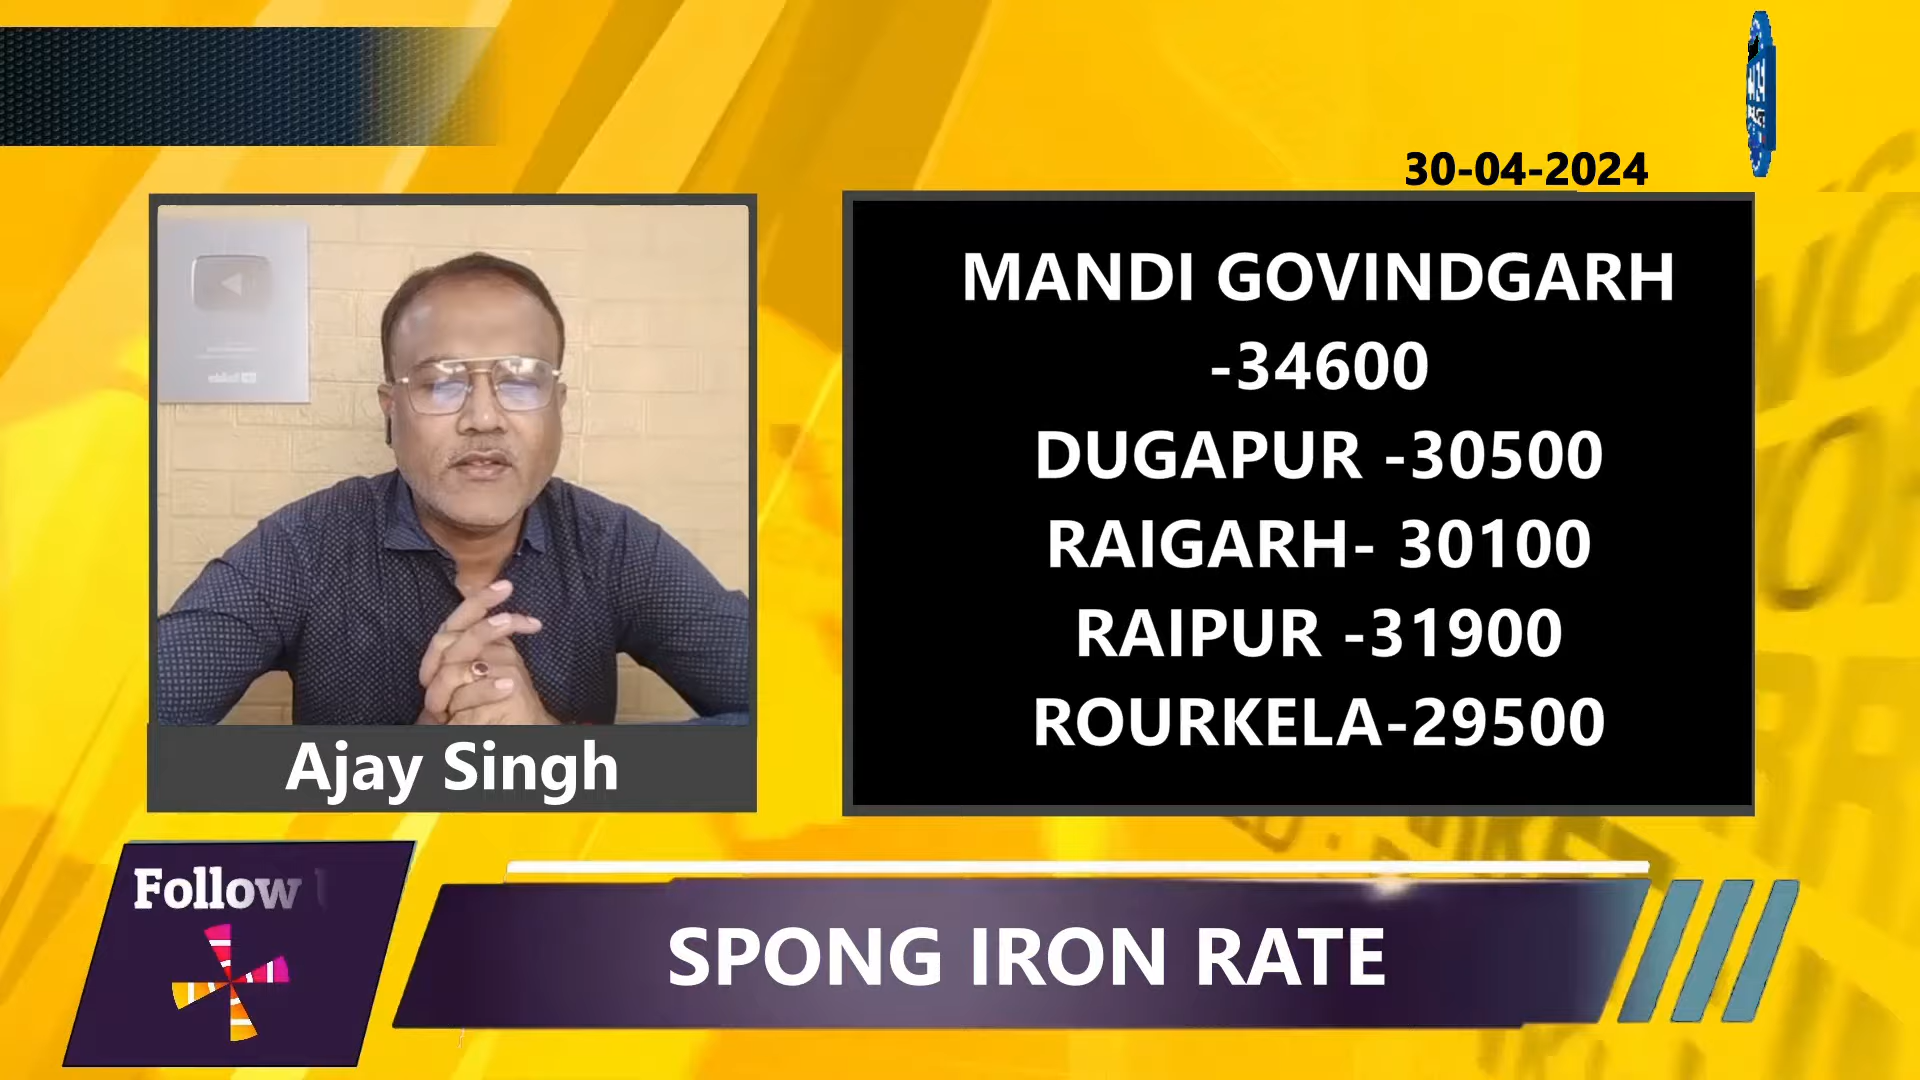 30-04-2024
MANDI GOVINDGARH
-34600
DUGAPUR -30500
RAIGARH- 30100
RAIPUR -31900
ROURKELA-29500
Ajay Singh
Follow
SPONG IRON RATE